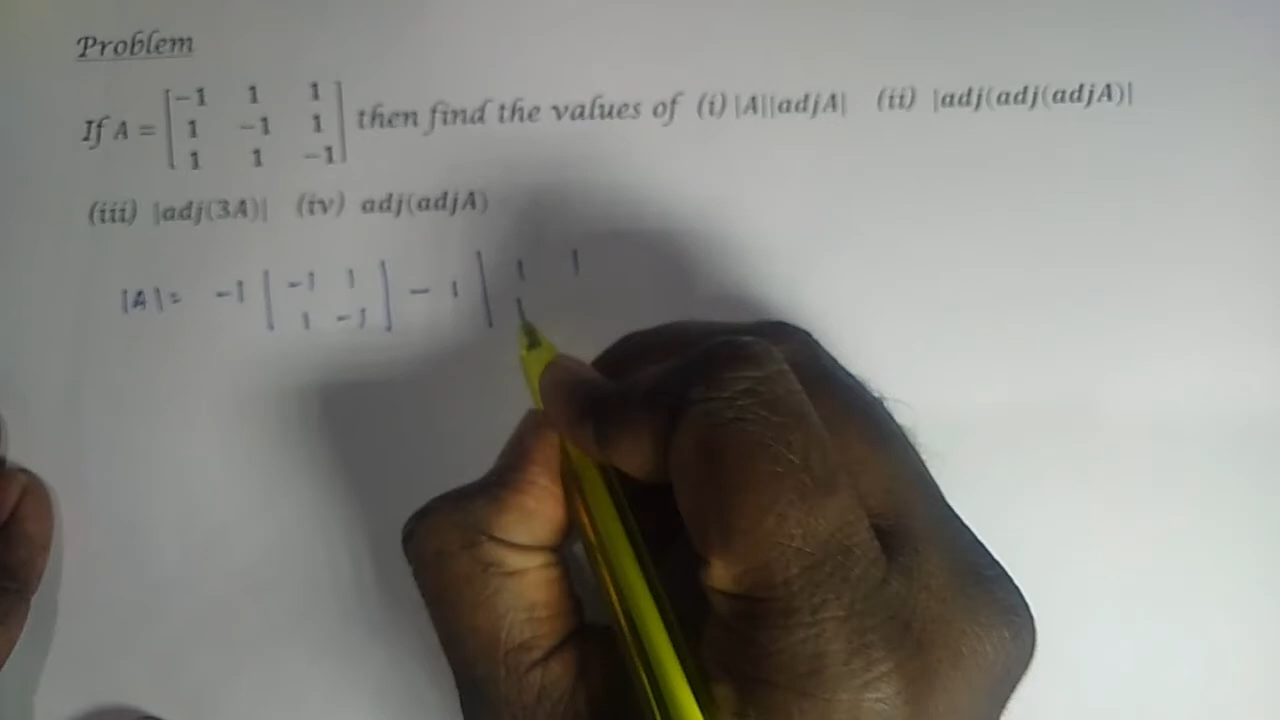 Problem
If A = [-1 1 1
1 -1 1
1 1 -1] then find the values of (i) |A||adjA| (ii) |adj(adj(adjA)|
(iii) |adj(3A)| (iv) adj(adjA)
|A| = -1 | -1 1
1 -1 | - 1 | 1 1
1